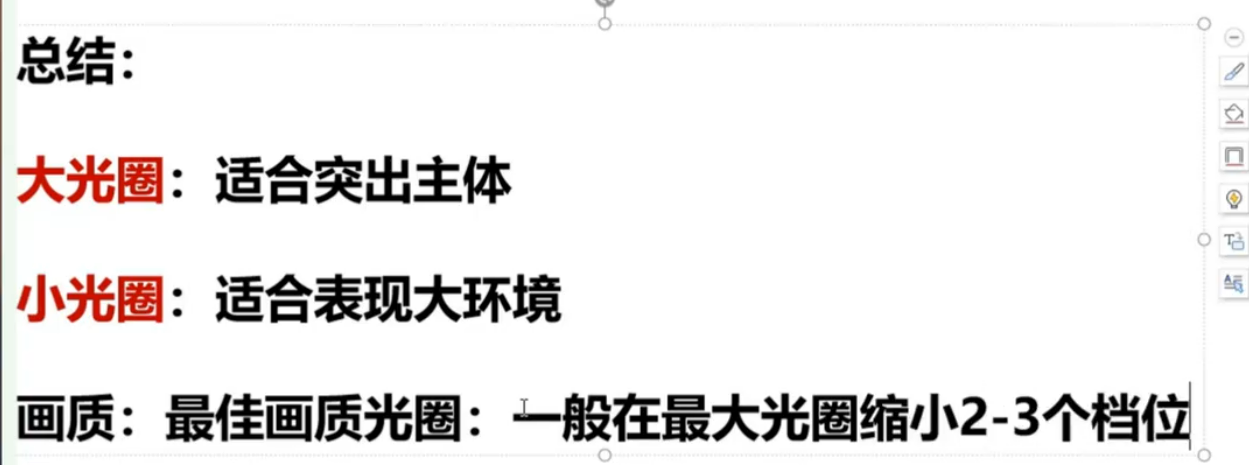 总结：
大光圈：适合突出主体
小光圈：适合表现大环境
画质：最佳画质光圈：一般在最大光圈缩小2-3个档位